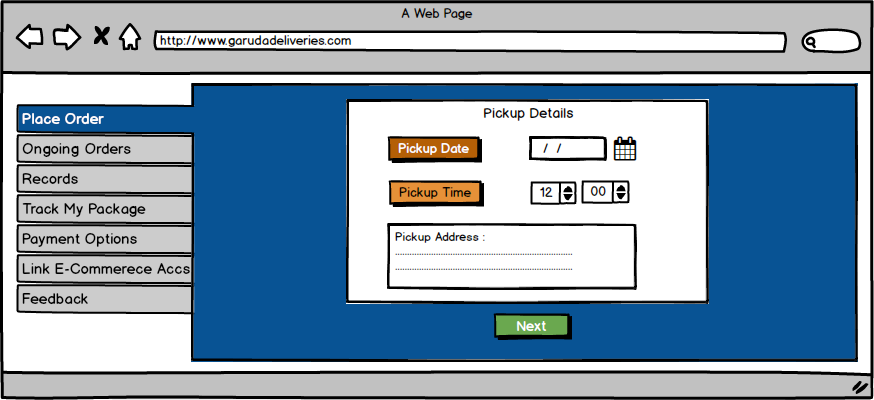 A Web Page
http://www.garudadeliveries.com
Place Order
Ongoing Orders
Records
Track My Package
Payment Options
Link E-Commerece Accs
Feedback
Pickup Details
Pickup Date
/ /
Pickup Time
12
00
Pickup Address :
Next